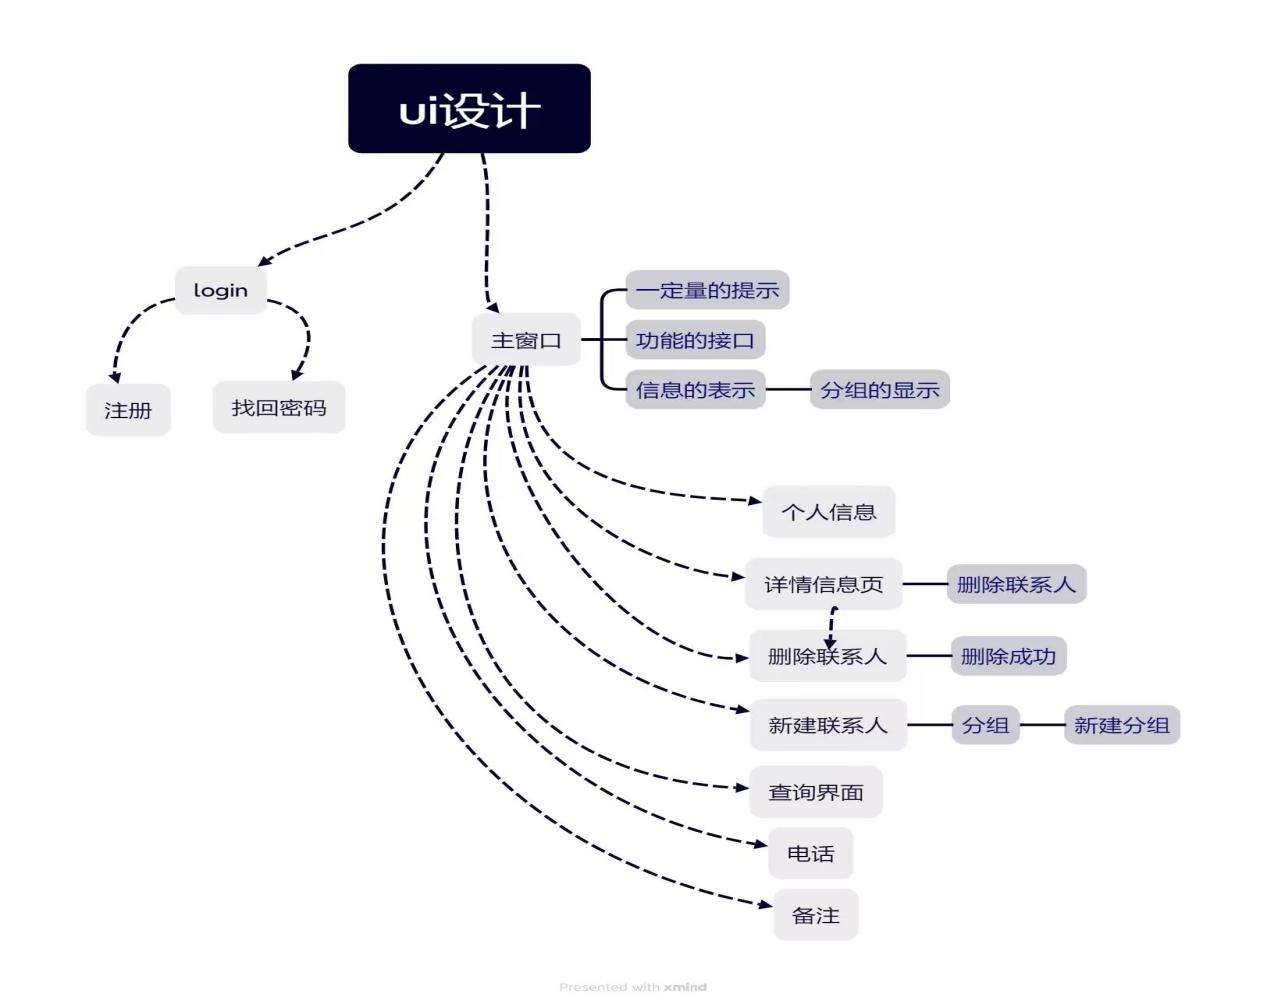 ui设计
login
注册
找回密码
主窗口
一定量的提示
功能的接口
信息的表示
分组的显示
个人信息
详情信息页
删除联系人
删除联系人
删除成功
新建联系人
分组
新建分组
查询界面
电话
备注
Presented with xmind